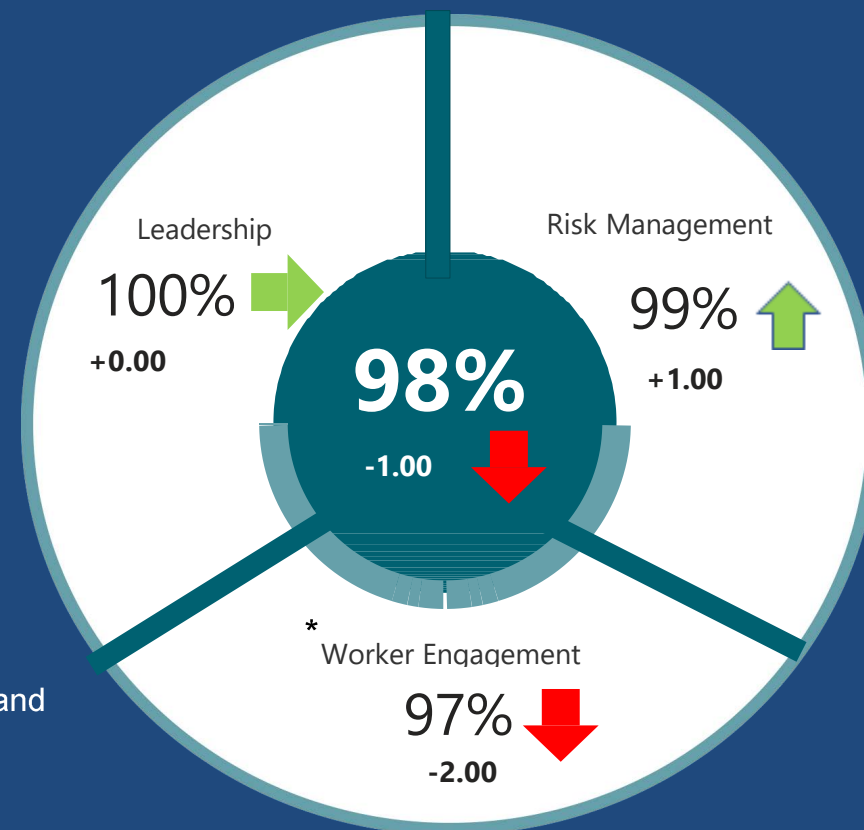 Leadership
100%
+0.00
Risk Management
99%
+1.00
98%
-1.00
*
Worker Engagement
97%
-2.00
and